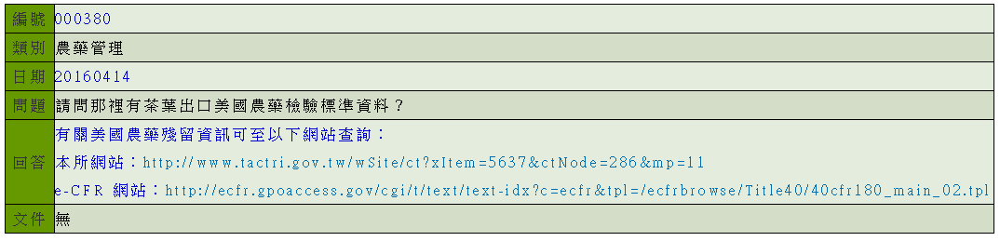 編號 000380
類別 農藥管理
日期 20160414
問題 請問那裡有茶葉出口美國農藥檢驗標準資料？
有關美國農藥殘留資訊可至以下網站查詢：
回答 本所網站：http://www.tactri.gov.tw/wSite/ct?xItem=5637&ctNode=286&mp=11
e-CFR 網站：http://ecfr.gpoaccess.gov/cgi/t/text/text-idx?c=ecfr&tpl=/ecfrbrowse/Title40/40cfr180_main_02.tpl
文件 無